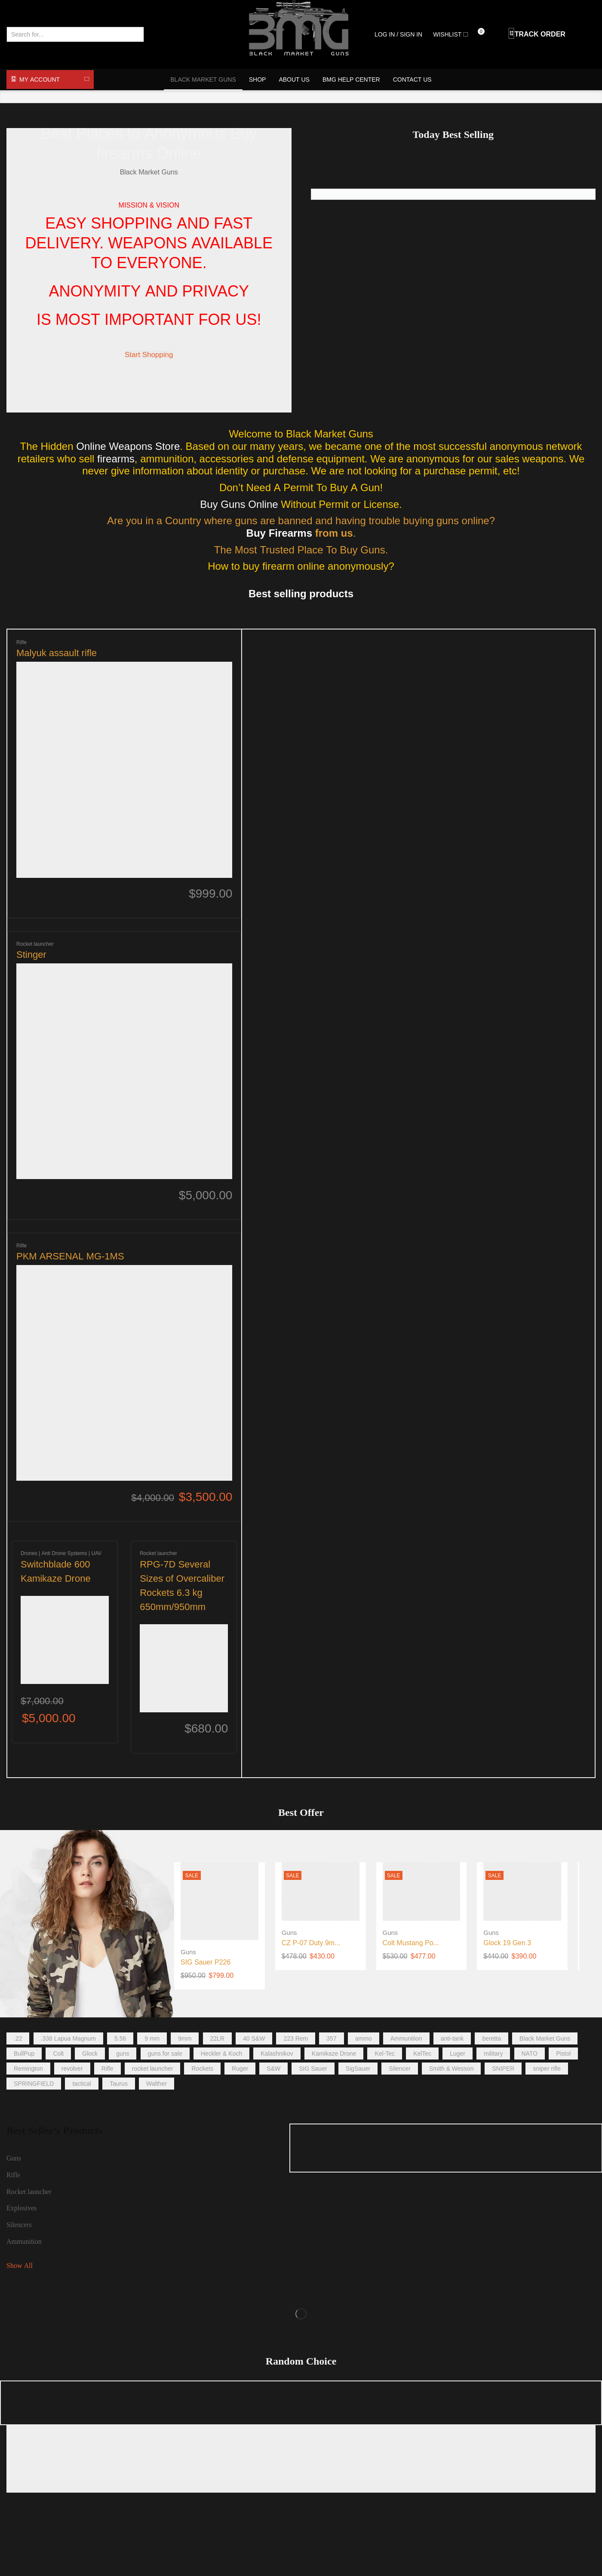 Search for...
BMG
BLACK MARKET GUNS
LOG IN / SIGN IN
WISHLIST
0
TRACK ORDER
MY ACCOUNT
BLACK MARKET GUNS
SHOP
ABOUT US
BMG HELP CENTER
CONTACT US
Black Market Guns
MISSION & VISION
EASY SHOPPING AND FAST
DELIVERY. WEAPONS AVAILABLE
TO EVERYONE.
ANONYMITY AND PRIVACY
IS MOST IMPORTANT FOR US!
Start Shopping
Today Best Selling
Welcome to Black Market Guns
The Hidden Online Weapons Store. Based on our many years, we became one of the most successful anonymous network
retailers who sell firearms, ammunition, accessories and defense equipment. We are anonymous for our sales weapons. We
never give information about identity or purchase. We are not looking for a purchase permit, etc!
Don’t Need A Permit To Buy A Gun!
Buy Guns Online Without Permit or License.
Are you in a Country where guns are banned and having trouble buying guns online?
Buy Firearms from us.
The Most Trusted Place To Buy Guns.
How to buy firearm online anonymously?
Best selling products
Rifle
Malyuk assault rifle
$999.00
Rocket launcher
Stinger
$5,000.00
Rifle
PKM ARSENAL MG-1MS
$4,000.00 $3,500.00
Drones | Anti Drone Systems | UAV
Switchblade 600
Kamikaze Drone
$7,000.00
$5,000.00
Rocket launcher
RPG-7D Several
Sizes of Overcaliber
Rockets 6.3 kg
650mm/950mm
$680.00
Best Offer
SALE
Guns
SIG Sauer P226
$950.00 $799.00
SALE
Guns
CZ P-07 Duty 9m...
$478.00 $430.00
SALE
Guns
Colt Mustang Po...
$530.00 $477.00
SALE
Guns
Glock 19 Gen.3
$440.00 $390.00
.22 .338 Lapua Magnum 5.56 9 mm 9mm 22LR 40 S&W 223 Rem 357 ammo Ammunition anti-tank beretta Black Market Guns
BullPup Colt Glock guns guns for sale Heckler & Koch Kalashnikov Kamikaze Drone Kel-Tec KelTec Luger military NATO Pistol
Remington revolver Rifle rocket launcher Rockets Ruger S&W SIG Sauer SigSauer Silencer Smith & Wesson SNIPER sniper rifle
SPRINGFIELD tactical Taurus Walther
Guns
Rifle
Rocket launcher
Explosives
Silencers
Ammunition
Show All
Random Choice